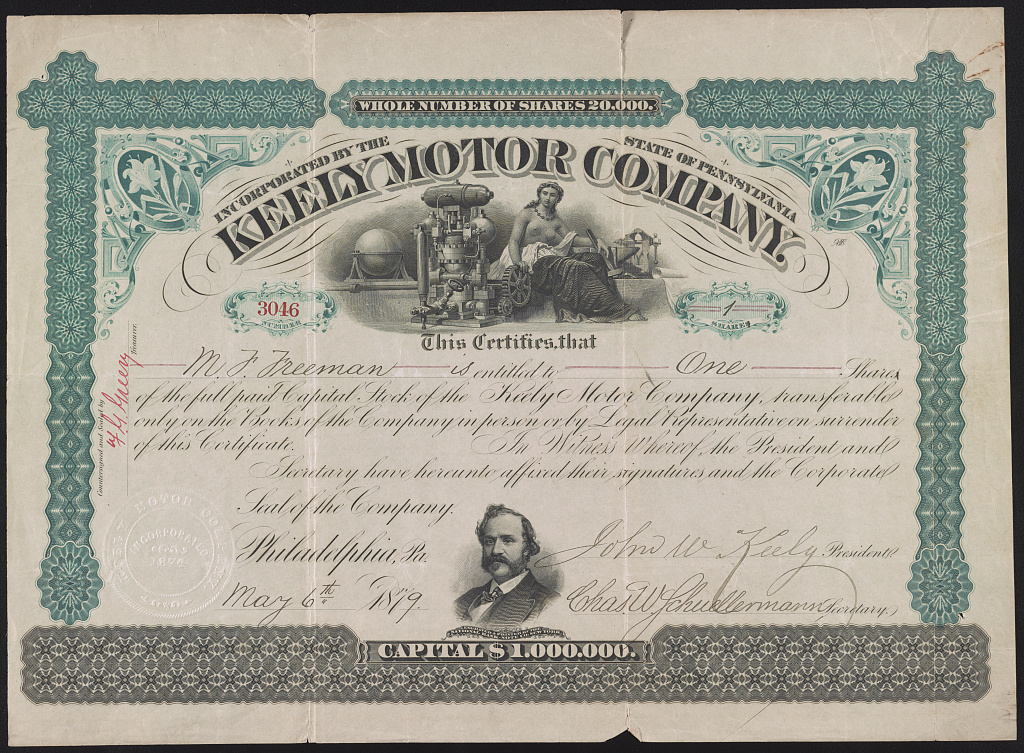 WHOLE NUMBER OF SHARES 20.000.
INCORPORATED BY THE STATE OF PENNSYLVANIA
KEELY MOTOR COMPANY.
3046
NUMBER
1
SHARES
This Certifies, that
M. F. Freeman is entitled to One Shares
of the full paid Capital Stock of the Keely Motor Company, transferable
only on the Books of the Company in person or by Legal Representative on surrender
of this Certificate. In Witness Whereof, the President and
Secretary have hereunto affixed their signatures and the Corporate
Seal of the Company.
Philadelphia, Pa.
May 6th 1879.
John W Keely President
Chas W Schuellermann Secretary.
Countersigned and Sealed by
Treasurer.
KEELY MOTOR COMPANY
INCORPORATED
1874
CAPITAL $1.000.000.